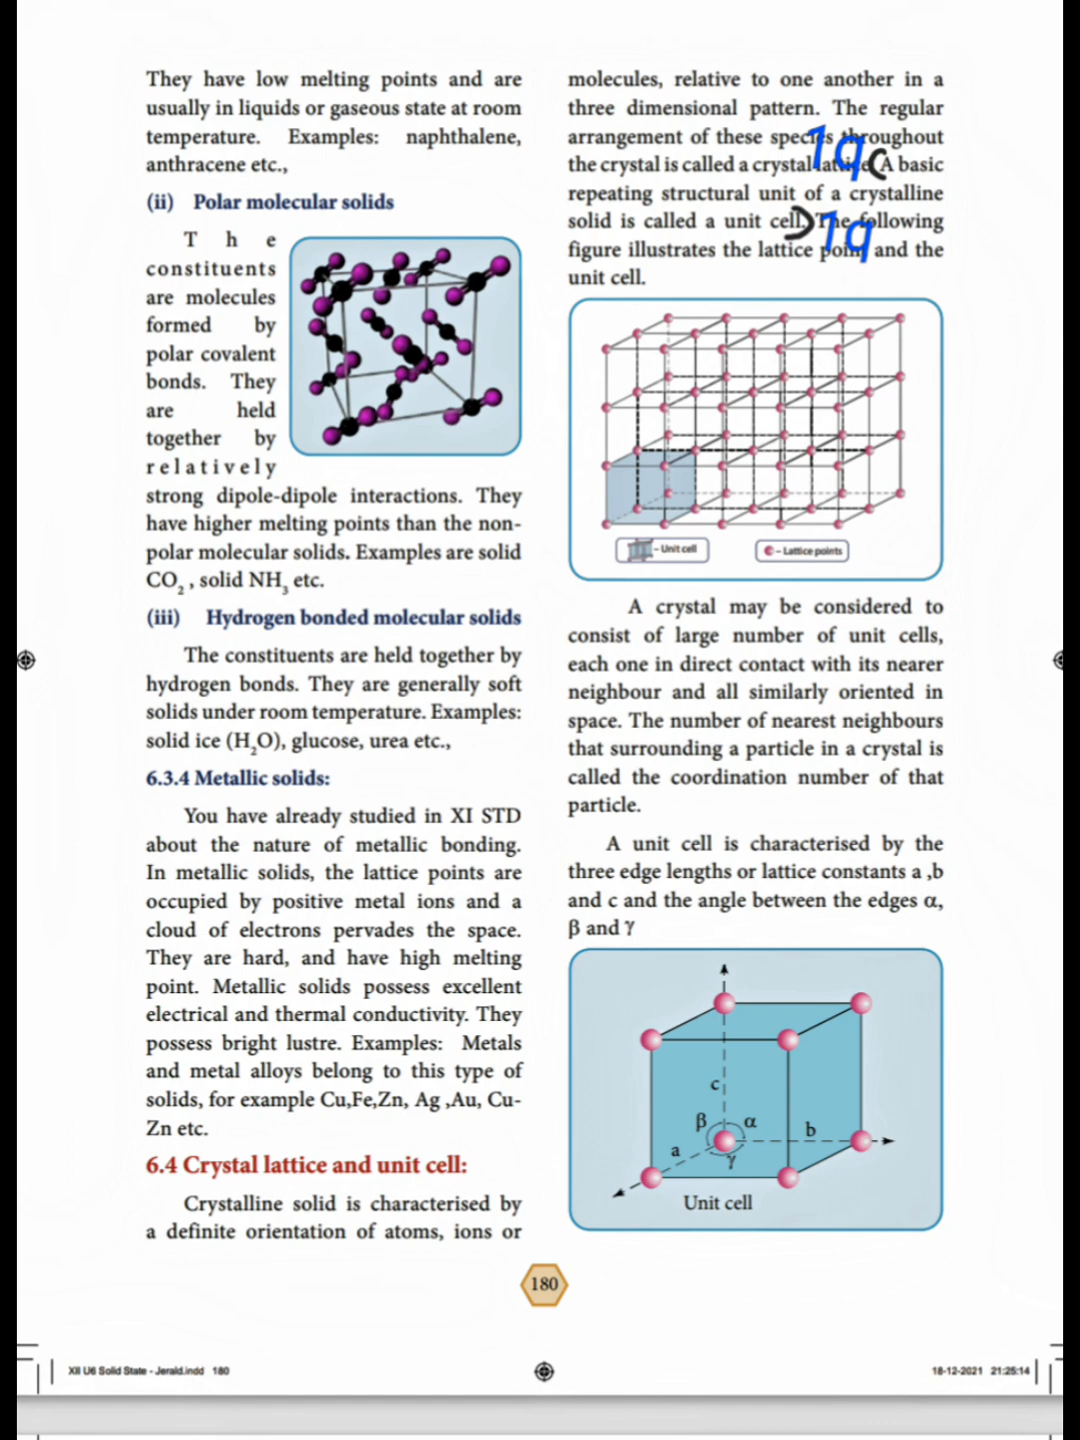 They have low melting points and are
usually in liquids or gaseous state at room
temperature. Examples: naphthalene,
anthracene etc.,
(ii) Polar molecular solids
The
constituents
are molecules
formed by
polar covalent
bonds. They
are held
together by
relatively
strong dipole-dipole interactions. They
have higher melting points than the non-
polar molecular solids. Examples are solid
CO₂ , solid NH₃ etc.
(iii) Hydrogen bonded molecular solids
The constituents are held together by
hydrogen bonds. They are generally soft
solids under room temperature. Examples:
solid ice (H₂O), glucose, urea etc.,
6.3.4 Metallic solids:
You have already studied in XI STD
about the nature of metallic bonding.
In metallic solids, the lattice points are
occupied by positive metal ions and a
cloud of electrons pervades the space.
They are hard, and have high melting
point. Metallic solids possess excellent
electrical and thermal conductivity. They
possess bright lustre. Examples: Metals
and metal alloys belong to this type of
solids, for example Cu,Fe,Zn, Ag ,Au, Cu-
Zn etc.
6.4 Crystal lattice and unit cell:
Crystalline solid is characterised by
a definite orientation of atoms, ions or
molecules, relative to one another in a
three dimensional pattern. The regular
arrangement of these species throughout
the crystal is called a crystal lattice. A basic
repeating structural unit of a crystalline
solid is called a unit cell. The following
figure illustrates the lattice point and the
unit cell.
1q
1q
- Unit cell
- Lattice points
A crystal may be considered to
consist of large number of unit cells,
each one in direct contact with its nearer
neighbour and all similarly oriented in
space. The number of nearest neighbours
that surrounding a particle in a crystal is
called the coordination number of that
particle.
A unit cell is characterised by the
three edge lengths or lattice constants a ,b
and c and the angle between the edges α,
β and γ
c
β α
a b
γ
Unit cell
180
XII U6 Solid State - Jerald.indd 180
18-12-2021 21:25:14